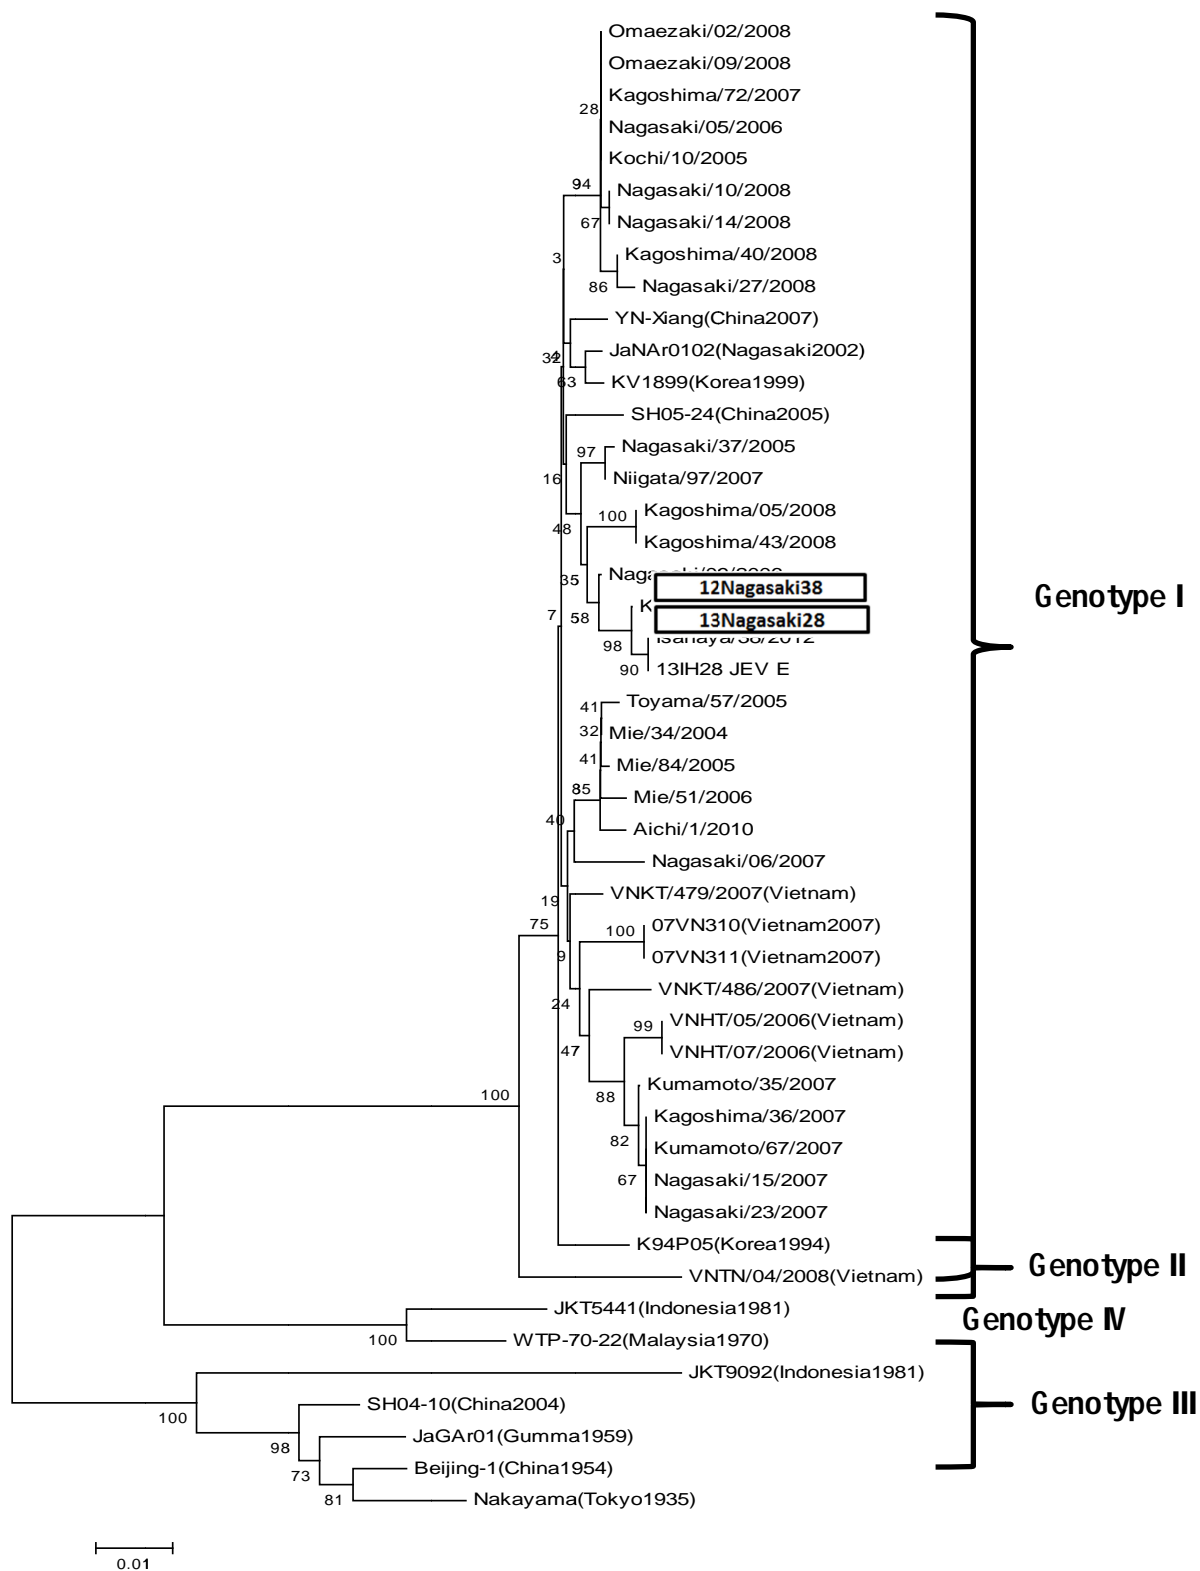 Omaezaki/02/2008
Omaezaki/09/2008
Kagoshima/72/2007
28
Nagasaki/05/2006
Kochi/10/2005
94
Nagasaki/10/2008
67
Nagasaki/14/2008
3
Kagoshima/40/2008
86
Nagasaki/27/2008
YN-Xiang(China2007)
JaNAr0102(Nagasaki2002)
32
4
63
KV1899(Korea1999)
SH05-24(China2005)
97
Nagasaki/37/2005
16
Niigata/97/2007
100
Kagoshima/05/2008
48
Kagoshima/43/2008
35
12Nagasaki38
Genotype I
7
58
13Nagasaki28
98
90
13IH28 JEV E
41
Toyama/57/2005
32
Mie/34/2004
41
Mie/84/2005
85
Mie/51/2006
40
Aichi/1/2010
Nagasaki/06/2007
19
VNKT/479/2007(Vietnam)
75
100
07VN310(Vietnam2007)
9
07VN311(Vietnam2007)
24
VNKT/486/2007(Vietnam)
99
VNHT/05/2006(Vietnam)
47
VNHT/07/2006(Vietnam)
100
88
Kumamoto/35/2007
Kagoshima/36/2007
82
Kumamoto/67/2007
67
Nagasaki/15/2007
Nagasaki/23/2007
K94P05(Korea1994)
Genotype II
VNTN/04/2008(Vietnam)
JKT5441(Indonesia1981)
Genotype IV
100
WTP-70-22(Malaysia1970)
JKT9092(Indonesia1981)
100
SH04-10(China2004)
Genotype III
98
JaGAr01(Gumma1959)
73
Beijing-1(China1954)
81
Nakayama(Tokyo1935)
0.01